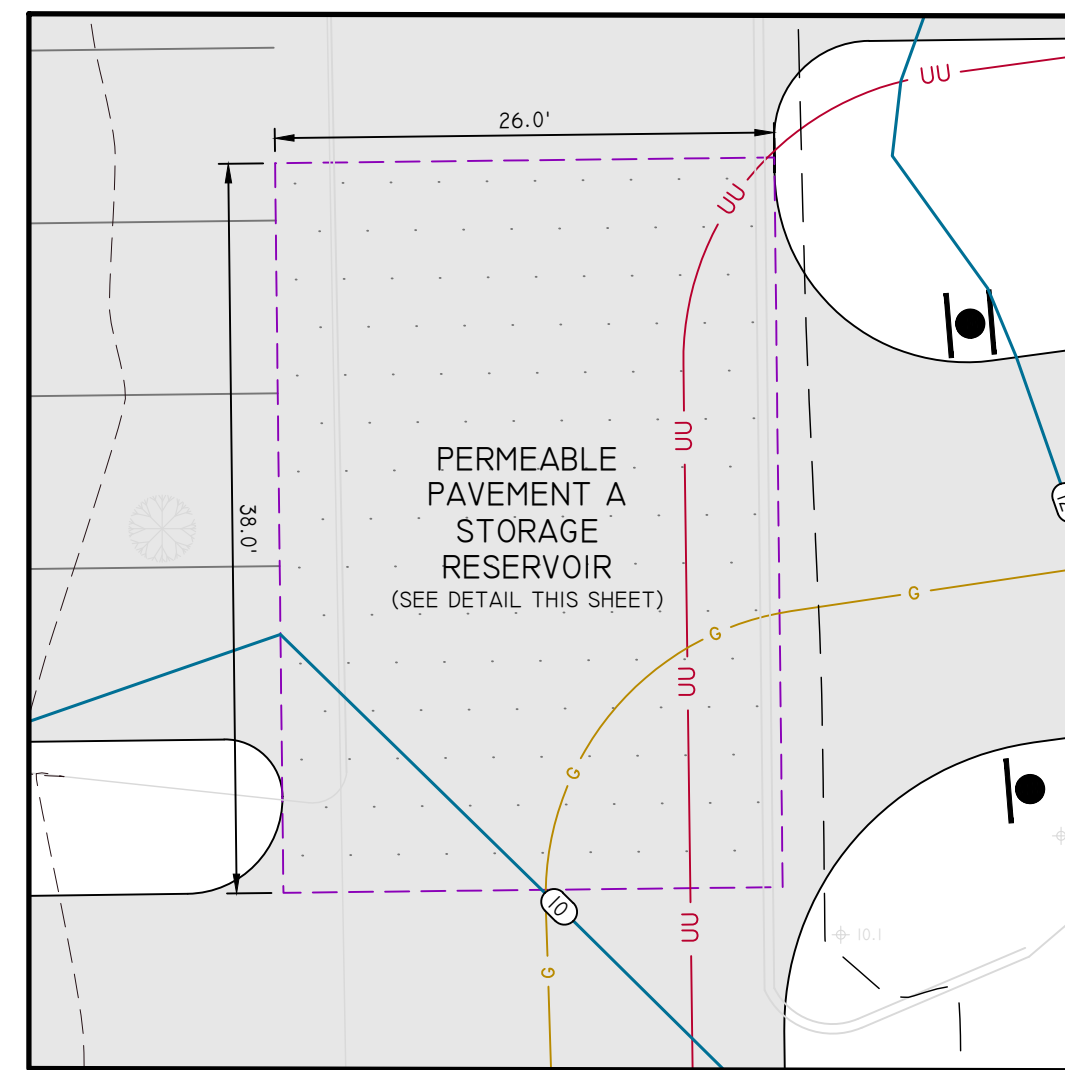 UU
26.0'
UU
UU
PERMEABLE
PAVEMENT A
STORAGE
RESERVOIR
(SEE DETAIL THIS SHEET)
38.0'
G
G
UU
G
10
UU
10.1
G